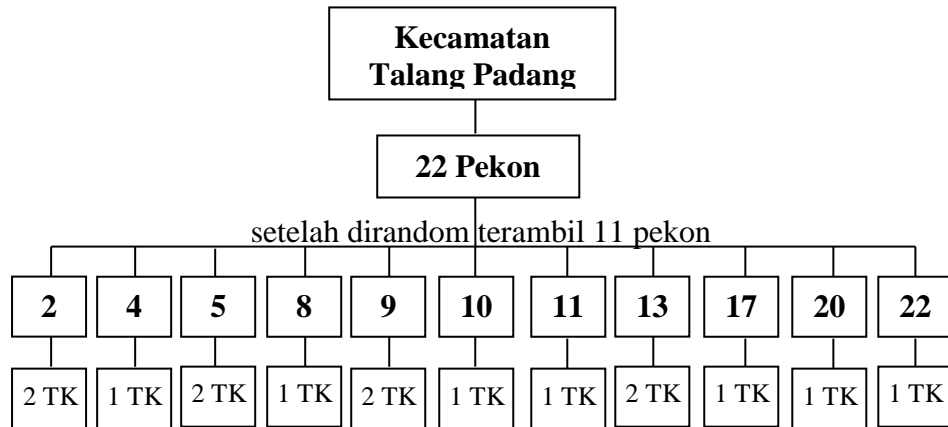 Kecamatan
Talang Padang
22 Pekon
setelah dirandom terambil 11 pekon
2 4 5 8 9 10 11 13 17 20 22
2 TK 1 TK 2 TK 1 TK 2 TK 1 TK 1 TK 2 TK 1 TK 1 TK 1 TK